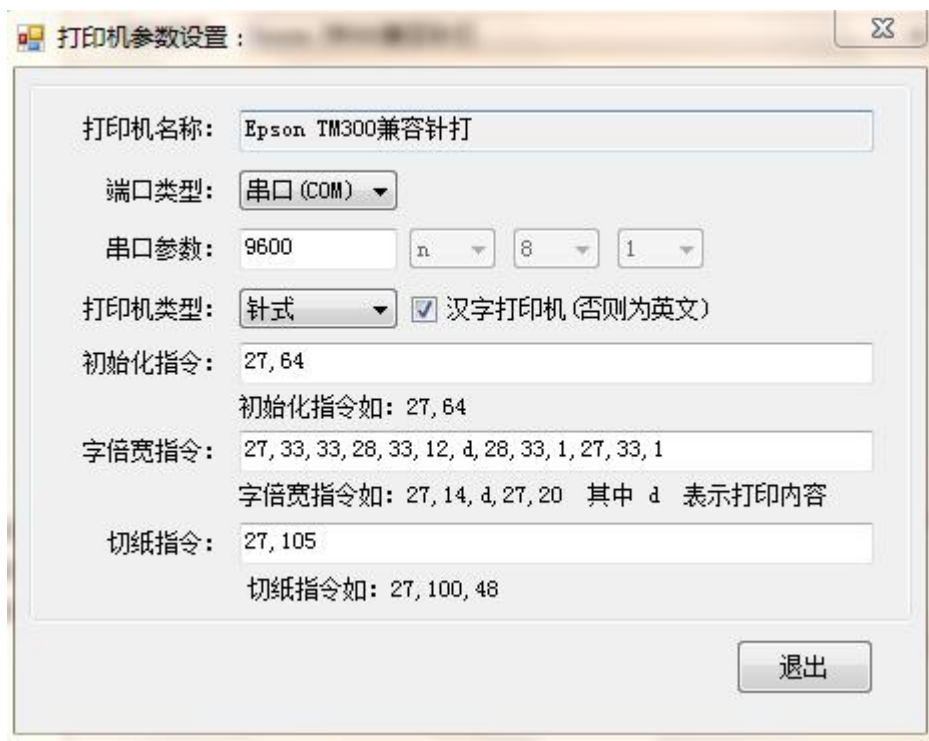 打印机参数设置：
打印机名称： Epson TM300兼容针打
端口类型： 串口(COM)
串口参数： 9600 n 8 1
打印机类型： 针式 汉字打印机(否则为英文)
初始化指令： 27,64
初始化指令如：27,64
字倍宽指令： 27,33,33,28,33,12,d,28,33,1,27,33,1
字倍宽指令如：27,14,d,27,20 其中 d 表示打印内容
切纸指令： 27,105
切纸指令如：27,100,48
退出